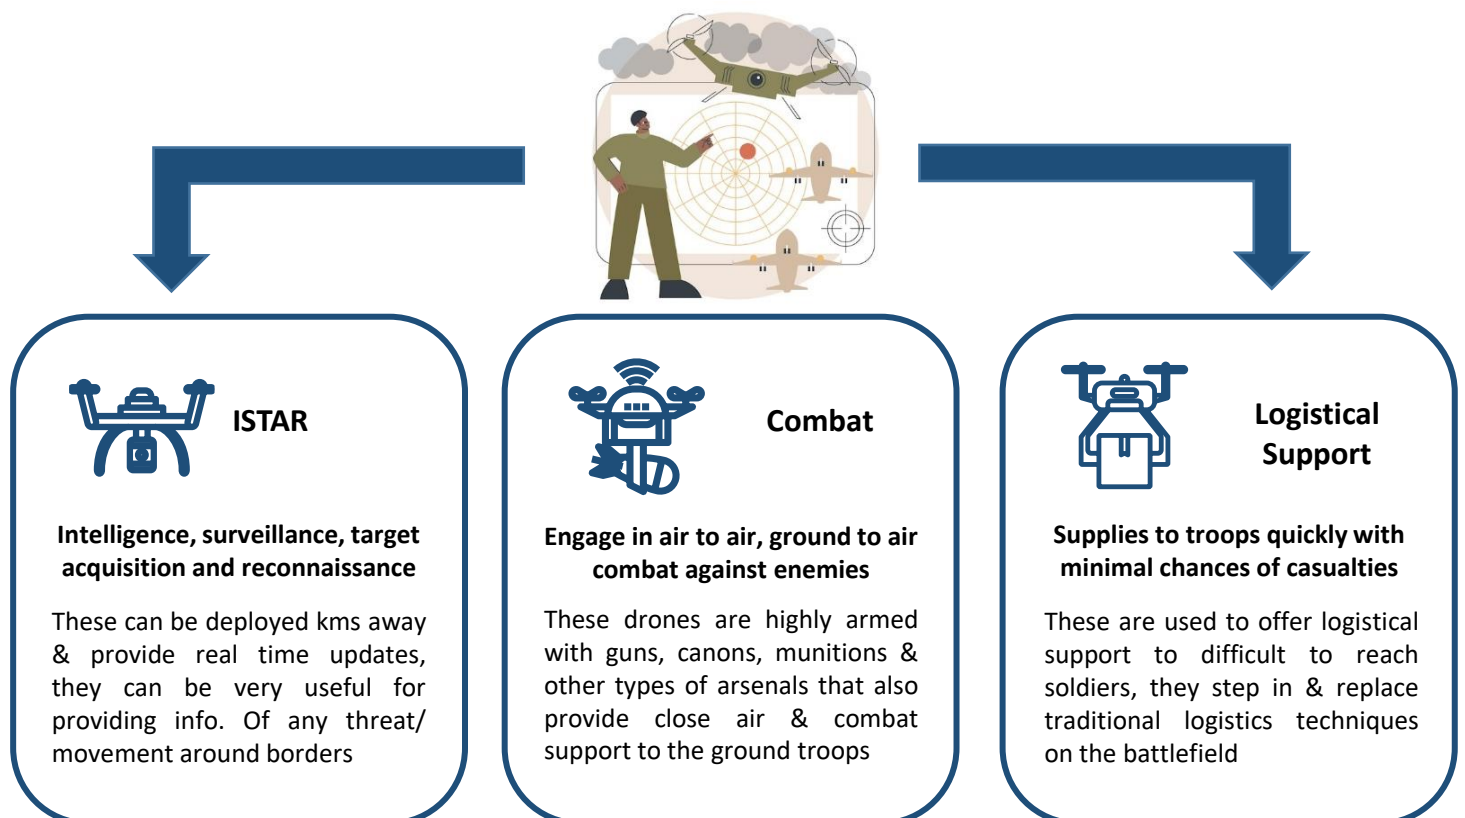 ISTAR
Intelligence, surveillance, target
acquisition and reconnaissance
These can be deployed kms away
& provide real time updates,
they can be very useful for
providing info. Of any threat/
movement around borders
Combat
Engage in air to air, ground to air
combat against enemies
These drones are highly armed
with guns, canons, munitions &
other types of arsenals that also
provide close air & combat
support to the ground troops
Logistical
Support
Supplies to troops quickly with
minimal chances of casualties
These are used to offer logistical
support to difficult to reach
soldiers, they step in & replace
traditional logistics techniques
on the battlefield